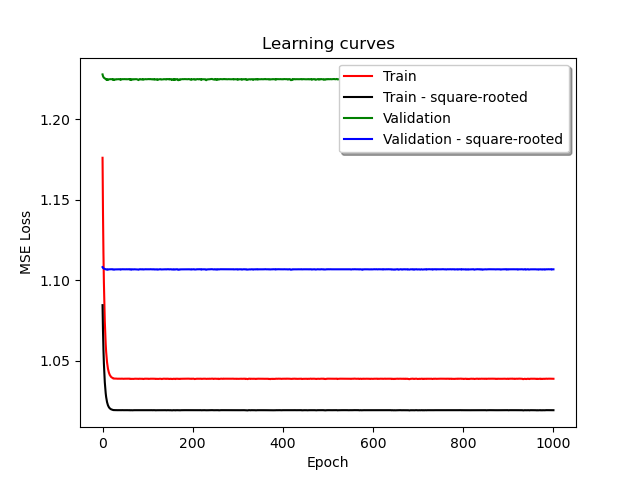 Learning curves
Train
Train - square-rooted
Validation
Validation - square-rooted
1.20
1.15
1.10
1.05
MSE Loss
0 200 400 600 800 1000
Epoch